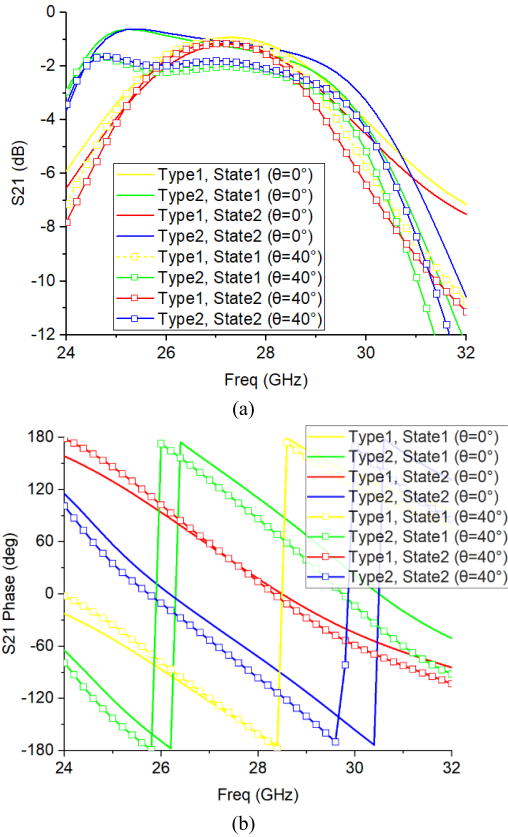 0
-2
-4
-6
-8
-10
-12
S21 (dB)
Type1, State1 (θ=0°)
Type2, State1 (θ=0°)
Type1, State2 (θ=0°)
Type2, State2 (θ=0°)
Type1, State1 (θ=40°)
Type2, State1 (θ=40°)
Type1, State2 (θ=40°)
Type2, State2 (θ=40°)
24 26 28 30 32
Freq (GHz)
(a)
180
120
60
0
-60
-120
-180
S21 Phase (deg)
Type1, State1 (θ=0°)
Type2, State1 (θ=0°)
Type1, State2 (θ=0°)
Type2, State2 (θ=0°)
Type1, State1 (θ=40°)
Type2, State1 (θ=40°)
Type1, State2 (θ=40°)
Type2, State2 (θ=40°)
24 26 28 30 32
Freq (GHz)
(b)